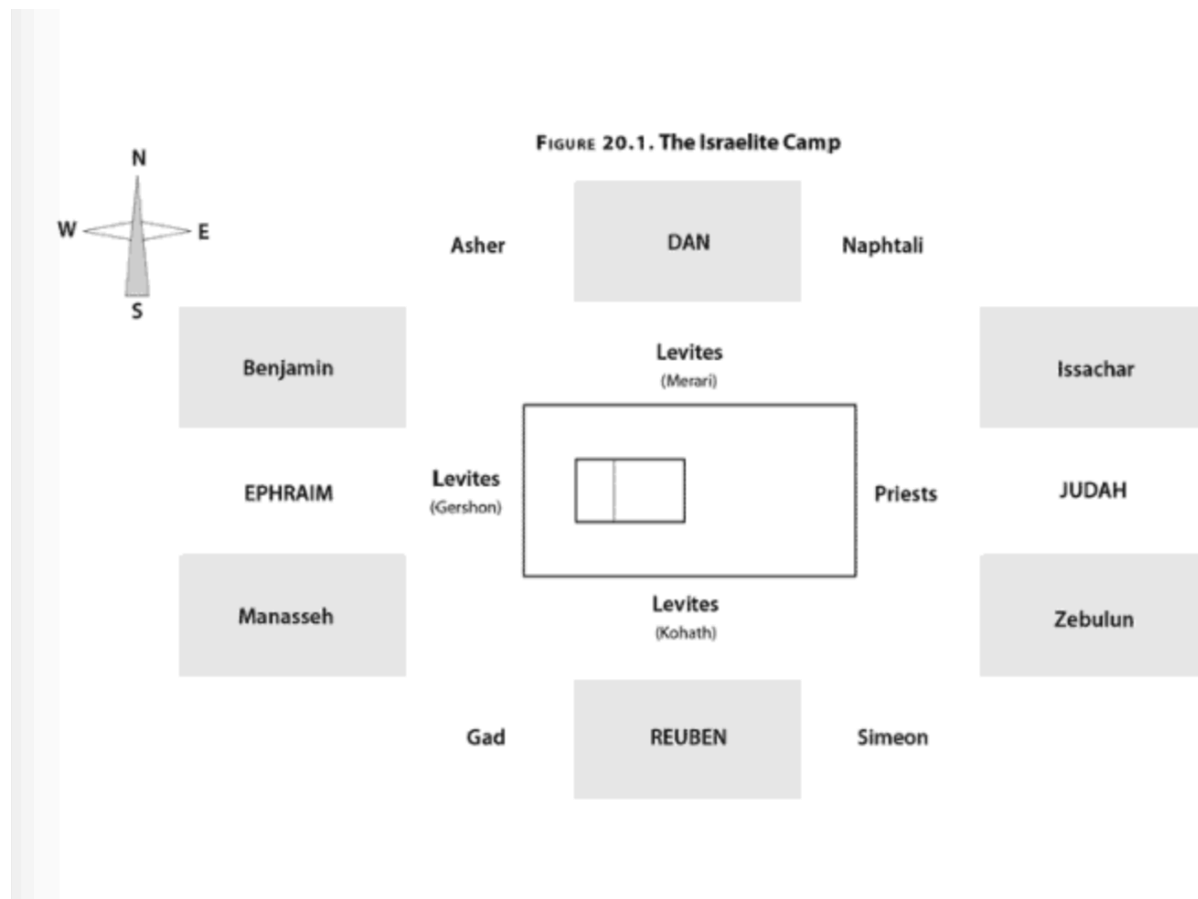 FIGURE 20.1. The Israelite Camp
N
W
E
S
Asher
DAN
Naphtali
Benjamin
Levites
(Merari)
Issachar
EPHRAIM
Levites
(Gershon)
Priests
JUDAH
Manasseh
Levites
(Kohath)
Zebulun
Gad
REUBEN
Simeon